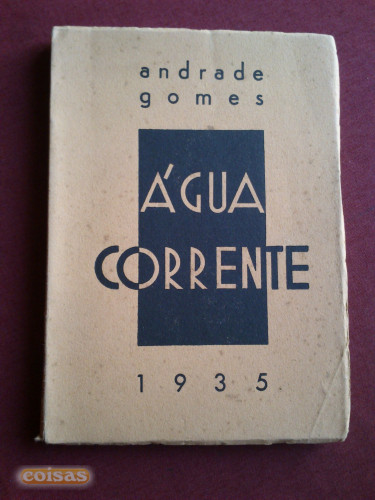 andrade
gomes
ÁGUA
CORRENTE
1935
coisas